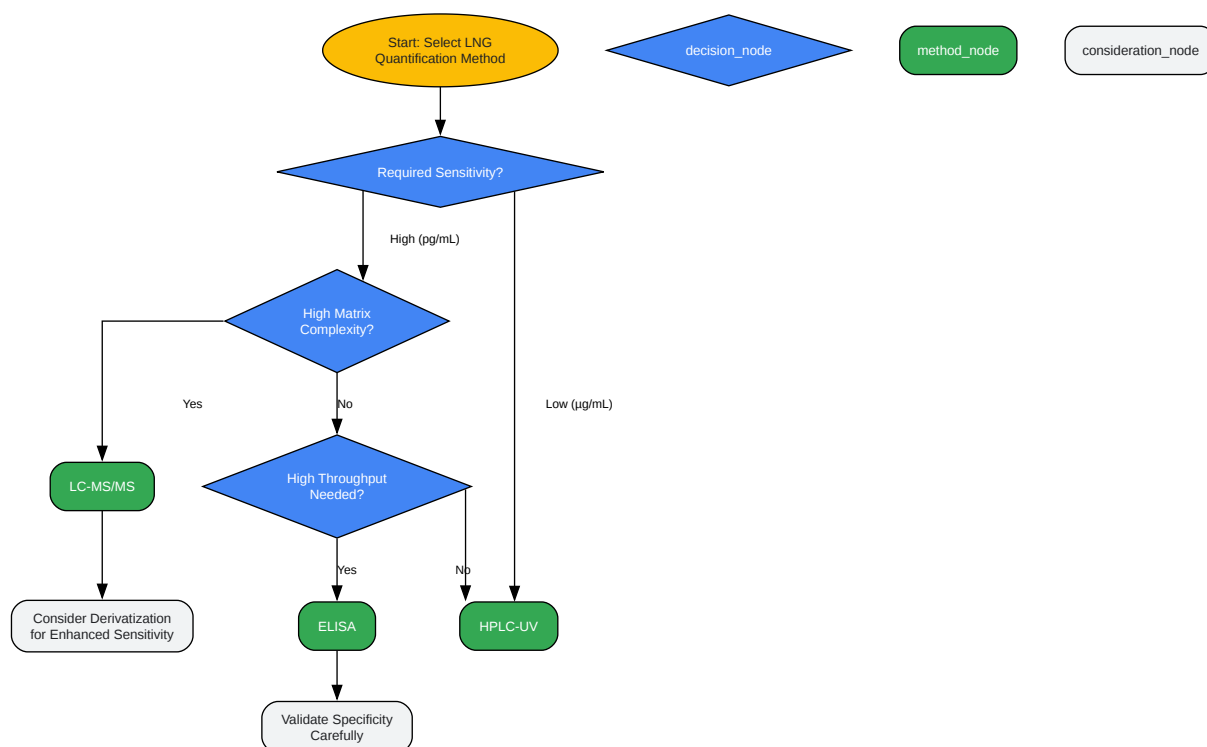 Start: Select LNG
Quantification Method
decision_node
method_node
consideration_node
Required Sensitivity?
High (pg/mL)
High Matrix
Complexity?
Yes
No
Low (µg/mL)
LC-MS/MS
High Throughput
Needed?
Yes
No
Consider Derivatization
for Enhanced Sensitivity
ELISA
HPLC-UV
Validate Specificity
Carefully